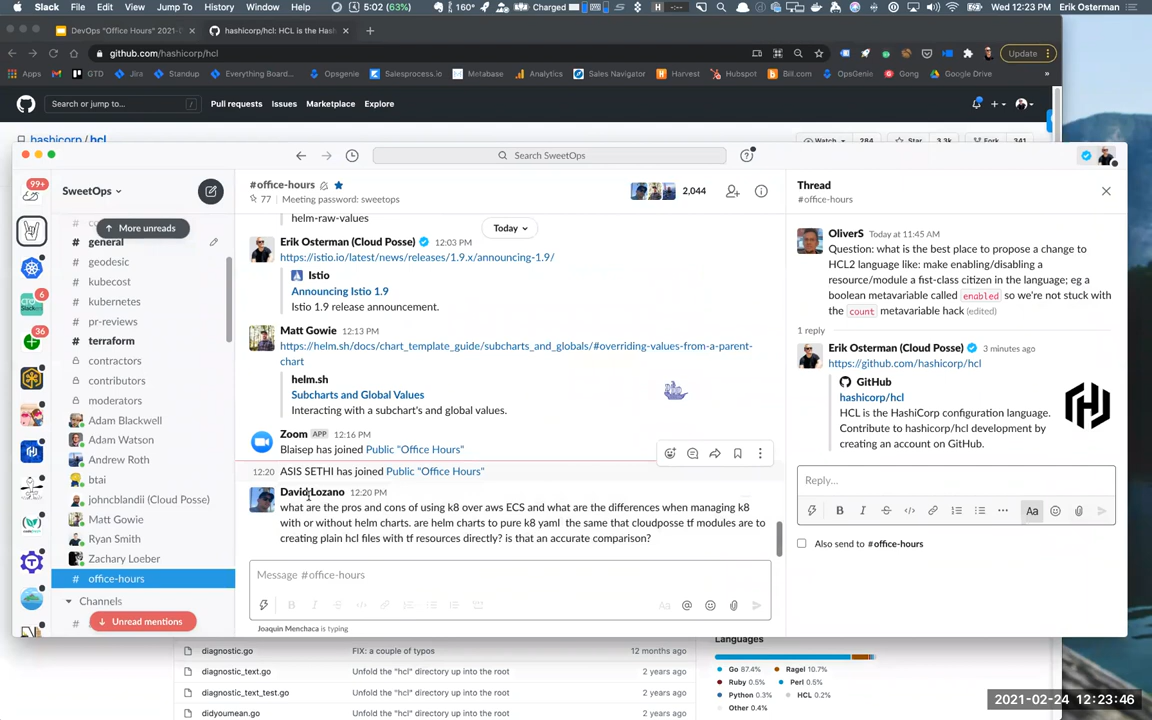 Slack File Edit View Go History Window Help 5:02 (63%) 160° Charged Wed 12:23 PM Erik Osterman
DevOps "Office Hours" 2021- hashicorp/hcl: HCL is the Hash
github.com/hashicorp/hcl Update
Apps GTD Jira Standup Everything Board... Opsgenie Salesprocess.io Metabase Analytics Sales Navigator Harvest Hubspot Bill.com OpsGenie Gong Google Drive
Search or jump to... / Pull requests Issues Marketplace Explore
hashicorp / hcl Watch 284 Star 3.3k Fork 341
Search SweetOps
99+
SweetOps
More unreads
general
geodesic
kubecost
kubernetes
pr-reviews
terraform
contractors
contributors
moderators
Adam Blackwell
Adam Watson
Andrew Roth
btai
johncblandii (Cloud Posse)
Matt Gowie
Ryan Smith
Zachary Loeber
# office-hours
Channels
Unread mentions
6
36
#office-hours
77 Meeting password: sweetops
2,044
helm-raw-values
Today
Erik Osterman (Cloud Posse) 12:03 PM
https://istio.io/latest/news/releases/1.9.x/announcing-1.9/
Istio
Announcing Istio 1.9
Istio 1.9 release announcement.
Matt Gowie 12:13 PM
https://helm.sh/docs/chart_template_guide/subcharts_and_globals/#overriding-values-from-a-parent-
chart
helm.sh
Subcharts and Global Values
Interacting with a subchart's and global values.
Zoom APP 12:16 PM
Blaisep has joined Public "Office Hours"
12:20 ASIS SETHI has joined Public "Office Hours"
David Lozano 12:20 PM
what are the pros and cons of using k8 over aws ECS and what are the differences when managing k8
with or without helm charts. are helm charts to pure k8 yaml the same that cloudposse tf modules are to
creating plain hcl files with tf resources directly? is that an accurate comparison?
Message #office-hours
Joaquin Menchaca is typing
Thread
#office-hours
OliverS Today at 11:45 AM
Question: what is the best place to propose a change to
HCL2 language like: make enabling/disabling a
resource/module a fist-class citizen in the language; eg a
boolean metavariable called enabled so we're not stuck with
the count metavariable hack (edited)
1 reply
Erik Osterman (Cloud Posse) 3 minutes ago
https://github.com/hashicorp/hcl
GitHub
hashicorp/hcl
HCL is the HashiCorp configuration language.
Contribute to hashicorp/hcl development by
creating an account on GitHub.
Reply...
Also send to #office-hours
diagnostic.go FIX: a couple of typos 12 months ago
diagnostic_text.go Unfold the "hcl" directory up into the root 2 years ago
diagnostic_text_test.go Unfold the "hcl" directory up into the root 2 years ago
didyoumean.go Unfold the "hcl" directory up into the root 2 years ago
Languages
Go 87.4% Ragel 10.7%
Ruby 0.5% Perl 0.5%
Python 0.3% HCL 0.2%
Other 0.4%
2021-02-24 12:23:46